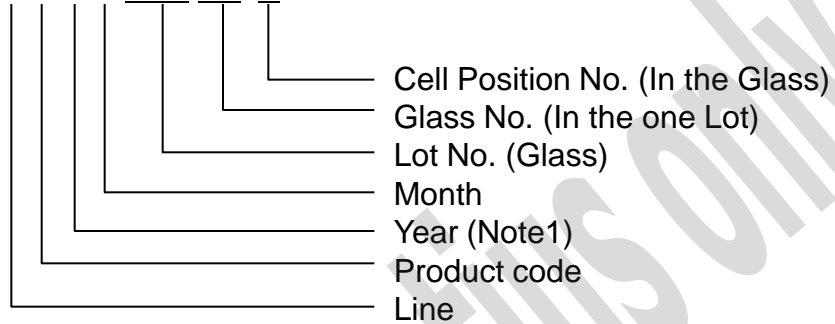 Cell Position No. (In the Glass)
Glass No. (In the one Lot)
Lot No. (Glass)
Month
Year (Note1)
Product code
Line